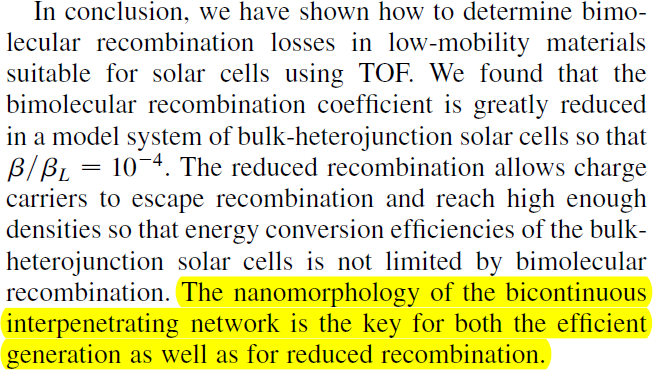 In conclusion, we have shown how to determine bimo-
lecular recombination losses in low-mobility materials
suitable for solar cells using TOF. We found that the
bimolecular recombination coefficient is greatly reduced
in a model system of bulk-heterojunction solar cells so that
β/β_L = 10⁻⁴. The reduced recombination allows charge
carriers to escape recombination and reach high enough
densities so that energy conversion efficiencies of the bulk-
heterojunction solar cells is not limited by bimolecular
recombination. The nanomorphology of the bicontinuous
interpenetrating network is the key for both the efficient
generation as well as for reduced recombination.